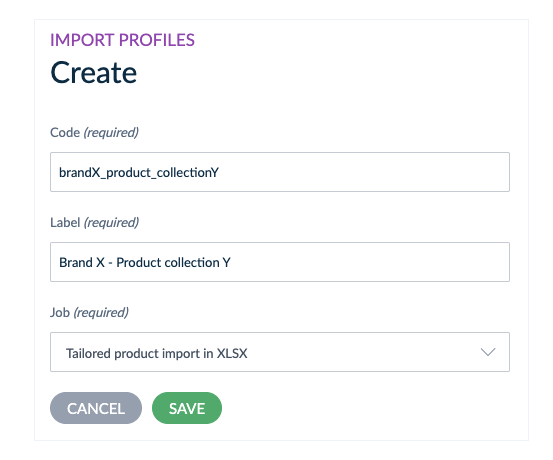 IMPORT PROFILES
Create
Code (required)
brandX_product_collectionY
Label (required)
Brand X - Product collection Y
Job (required)
Tailored product import in XLSX
CANCEL SAVE